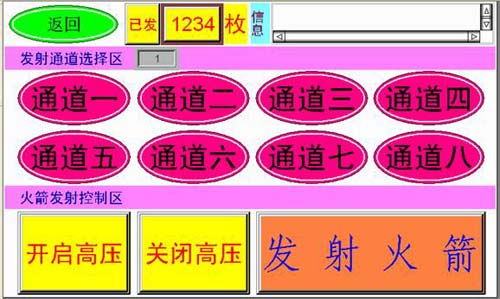 返回 已发 1234 枚 信息
发射通道选择区 1
通道一 通道二 通道三 通道四
通道五 通道六 通道七 通道八
火箭发射控制区
开启高压 关闭高压 发射火箭